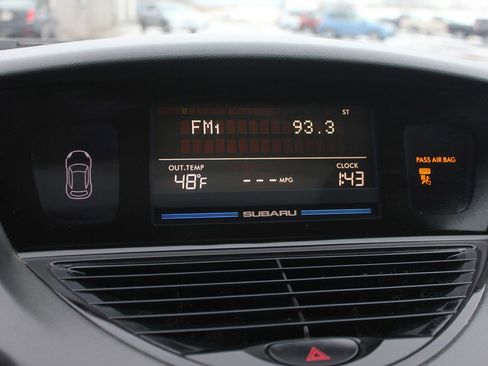 ST
FM1 93.3
OUT.TEMP CLOCK
48°F --- MPG 1:43
SUBARU
PASS AIR BAG
OFF